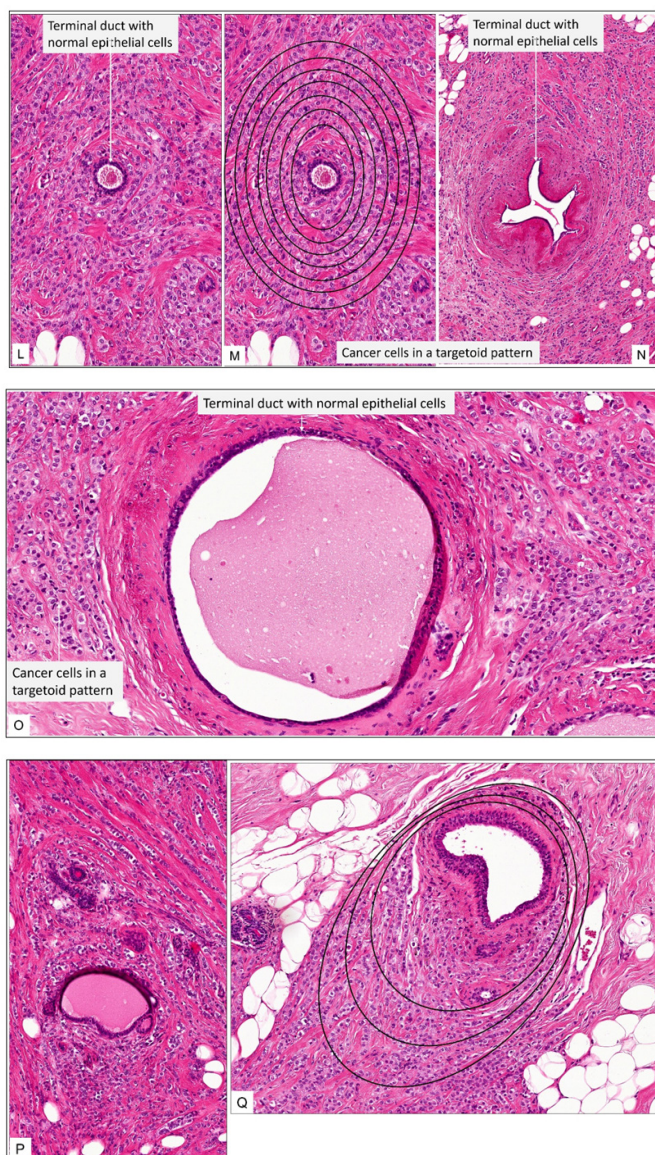 Terminal duct with
normal epithelial cells
Terminal duct with
normal epithelial cells
L
M
Cancer cells in a targetoid pattern
N
Terminal duct with normal epithelial cells
Cancer cells in a
targetoid pattern
O
P
Q